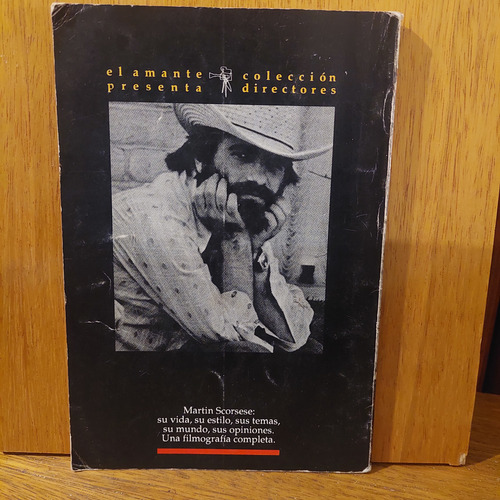 el amante colección
presenta directores
Martin Scorsese:
su vida, su estilo, sus temas,
su mundo, sus opiniones.
Una filmografía completa.